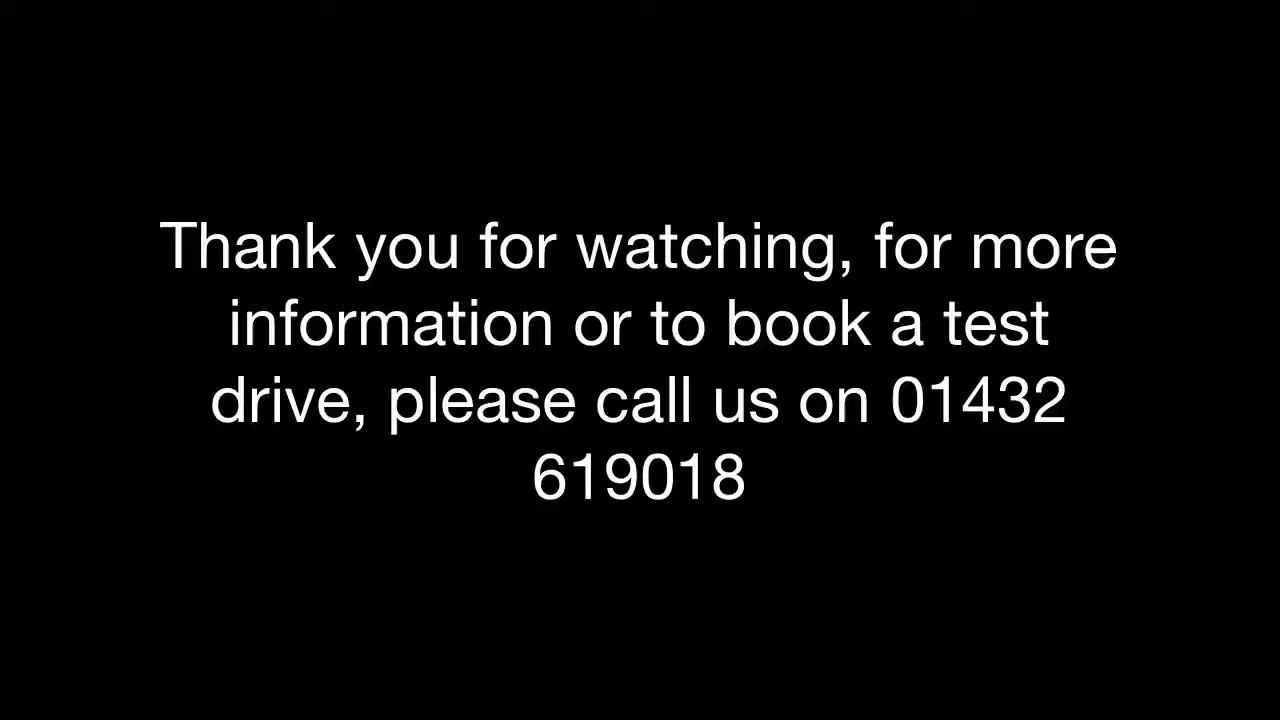 Thank you for watching, for more
information or to book a test
drive, please call us on 01432
619018